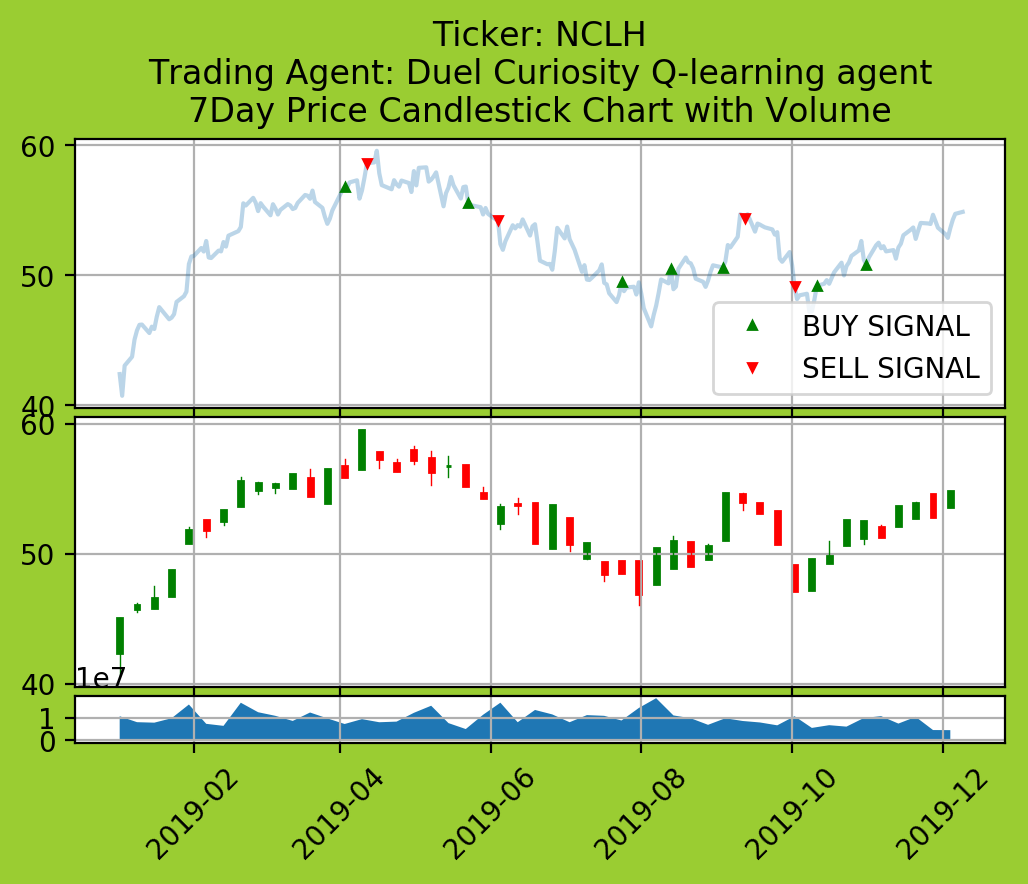 Ticker: NCLH
Trading Agent: Duel Curiosity Q-learning agent
7Day Price Candlestick Chart with Volume
60
50
40
BUY SIGNAL
SELL SIGNAL
60
50
40
1e7
1
0
2019-02
2019-04
2019-06
2019-08
2019-10
2019-12